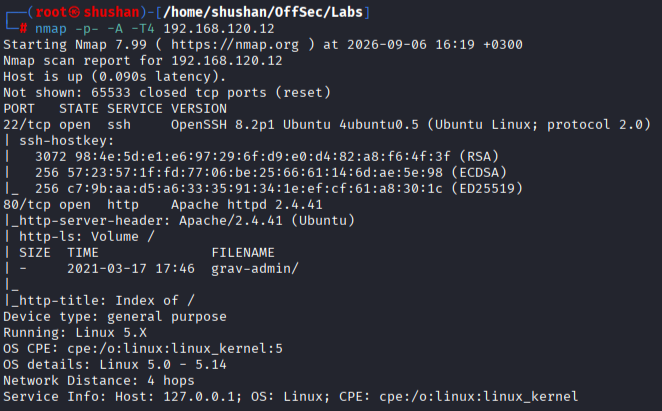 ┌──(root㉿shushan)-[/home/shushan/OffSec/Labs]
└─# nmap -p- -A -T4 192.168.120.12
Starting Nmap 7.99 ( https://nmap.org ) at 2026-09-06 16:19 +0300
Nmap scan report for 192.168.120.12
Host is up (0.090s latency).
Not shown: 65533 closed tcp ports (reset)
PORT   STATE SERVICE VERSION
22/tcp open  ssh     OpenSSH 8.2p1 Ubuntu 4ubuntu0.5 (Ubuntu Linux; protocol 2.0)
| ssh-hostkey:
|   3072 98:4e:5d:e1:e6:97:29:6f:d9:e0:d4:82:a8:f6:4f:3f (RSA)
|   256 57:23:57:1f:fd:77:06:be:25:66:61:14:6d:ae:5e:98 (ECDSA)
|_  256 c7:9b:aa:d5:a6:33:35:91:34:1e:ef:cf:61:a8:30:1c (ED25519)
80/tcp open  http    Apache httpd 2.4.41
|_http-server-header: Apache/2.4.41 (Ubuntu)
| http-ls: Volume /
| SIZE  TIME              FILENAME
| -     2021-03-17 17:46  grav-admin/
|_
|_http-title: Index of /
Device type: general purpose
Running: Linux 5.X
OS CPE: cpe:/o:linux:linux_kernel:5
OS details: Linux 5.0 - 5.14
Network Distance: 4 hops
Service Info: Host: 127.0.0.1; OS: Linux; CPE: cpe:/o:linux:linux_kernel